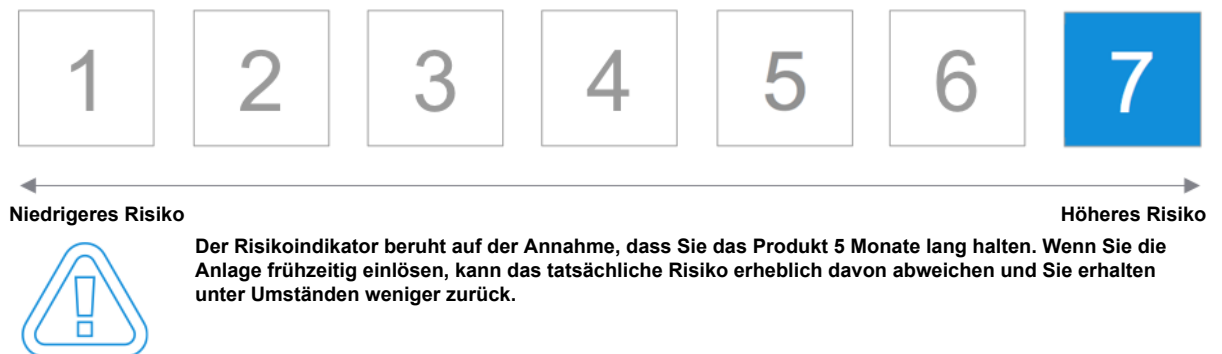 1 2 3 4 5 6 7
Niedrigeres Risiko Höheres Risiko
Der Risikoindikator beruht auf der Annahme, dass Sie das Produkt 5 Monate lang halten. Wenn Sie die
Anlage frühzeitig einlösen, kann das tatsächliche Risiko erheblich davon abweichen und Sie erhalten
unter Umständen weniger zurück.